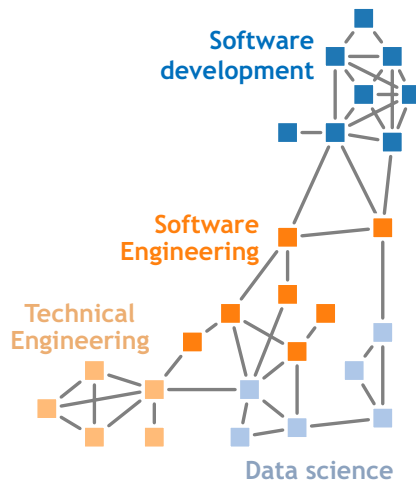 Software
development
Software
Engineering
Technical
Engineering
Data science